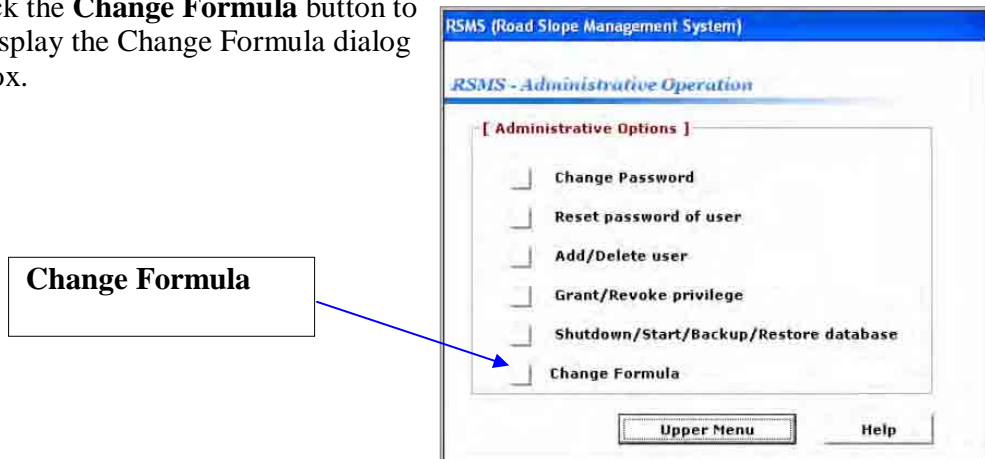 ck the Change Formula button to
splay the Change Formula dialog
ox.
Change Formula
RSMS (Road Slope Management System)
RSMS - Administrative Operation
[ Administrative Options ]
Change Password
Reset password of user
Add/Delete user
Grant/Revoke privilege
Shutdown/Start/Backup/Restore database
Change Formula
Upper Menu
Help